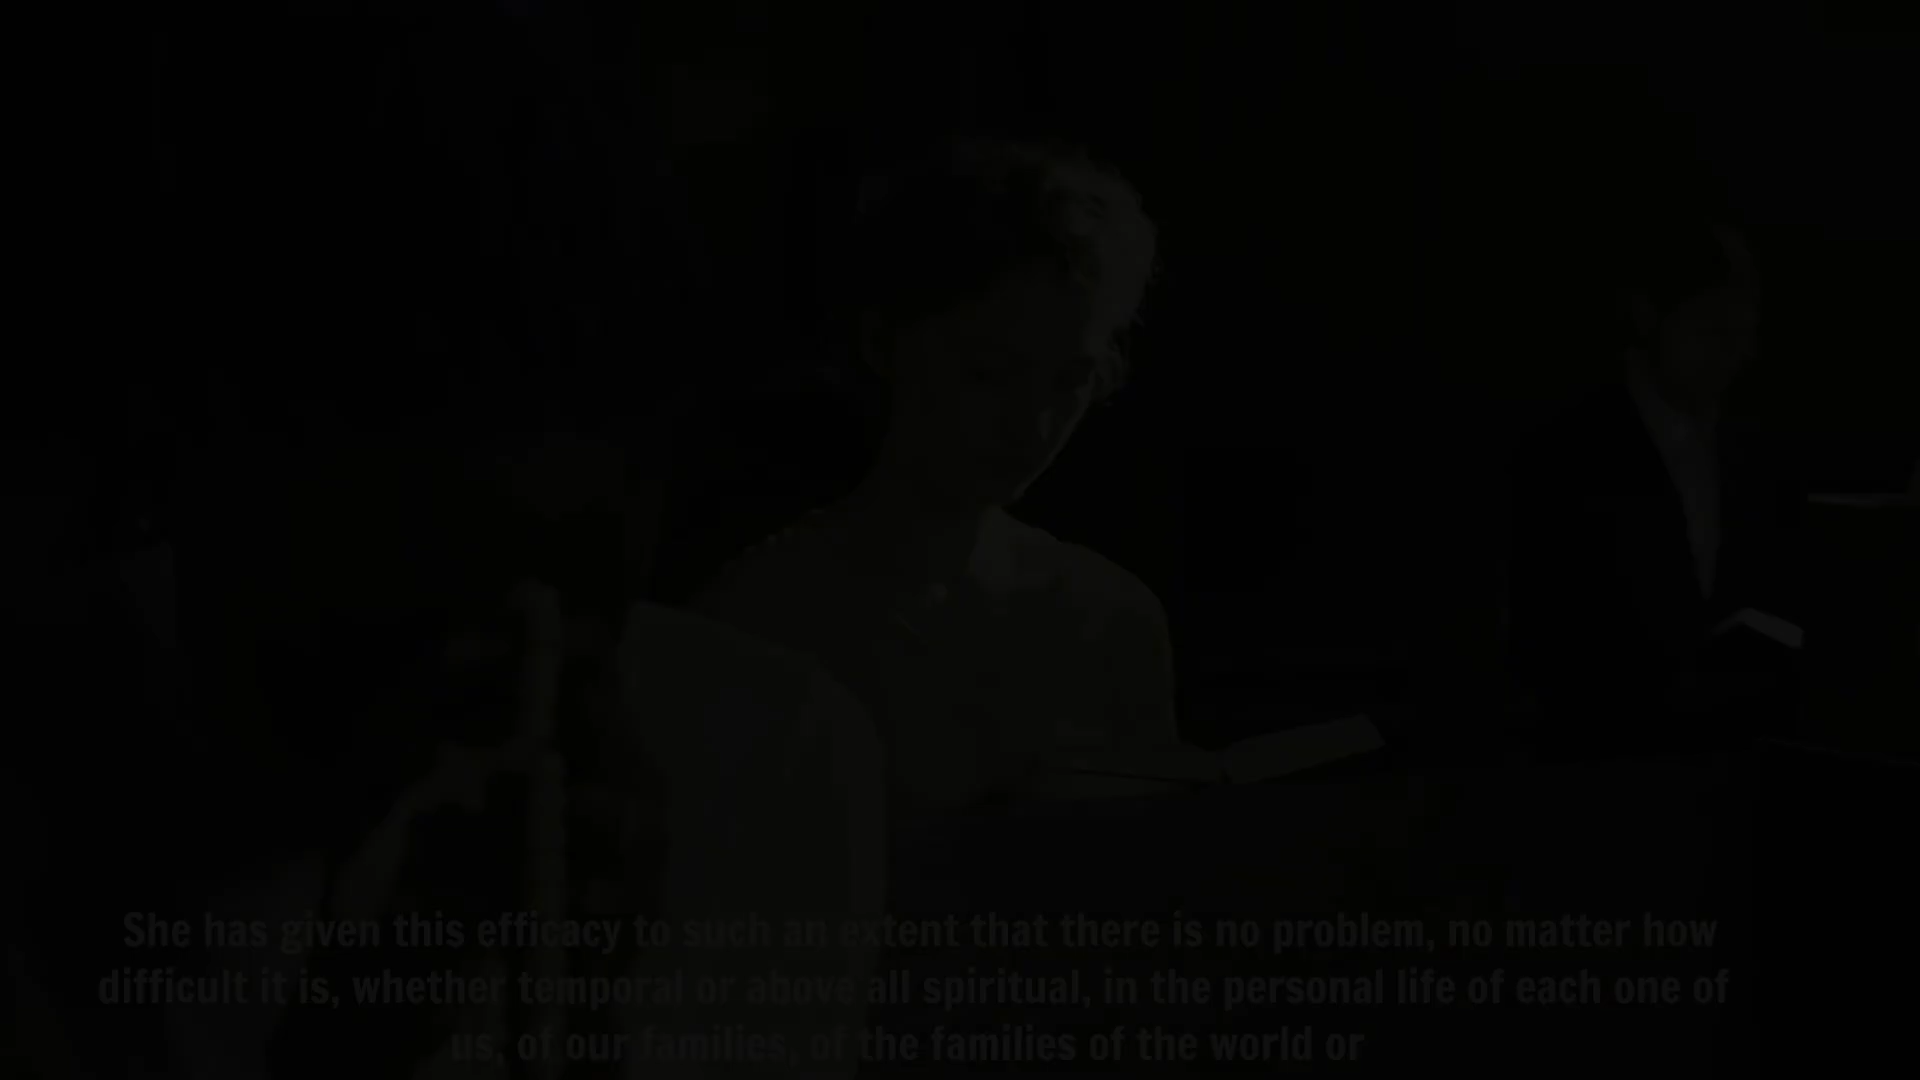 She has given this efficacy to such an extent that there is no problem, no matter how
difficult it is, whether temporal or above all spiritual, in the personal life of each one of
us, of our families, of the families of the world or